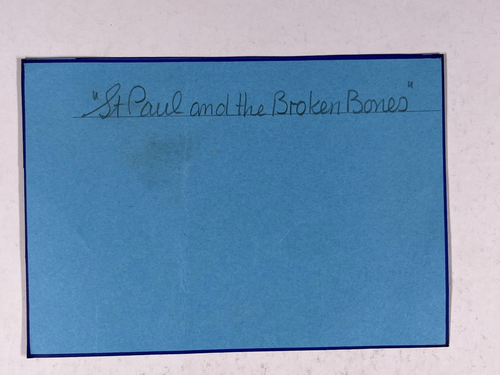 "St Paul and the Broken Bones"